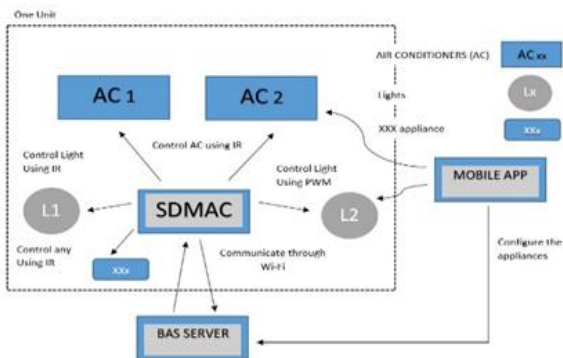 One Unit
AIR CONDITIONERS (AC)
AC xx
AC 1
AC 2
Lights
Lx
XXX appliance
XXx
Control AC using IR
Control Light
Using IR
Control Light
Using PWM
MOBILE APP
L1
SDMAC
L2
Control any
Using IR
XXx
Communicate through
Wi-Fi
Configure the
appliances
BAS SERVER